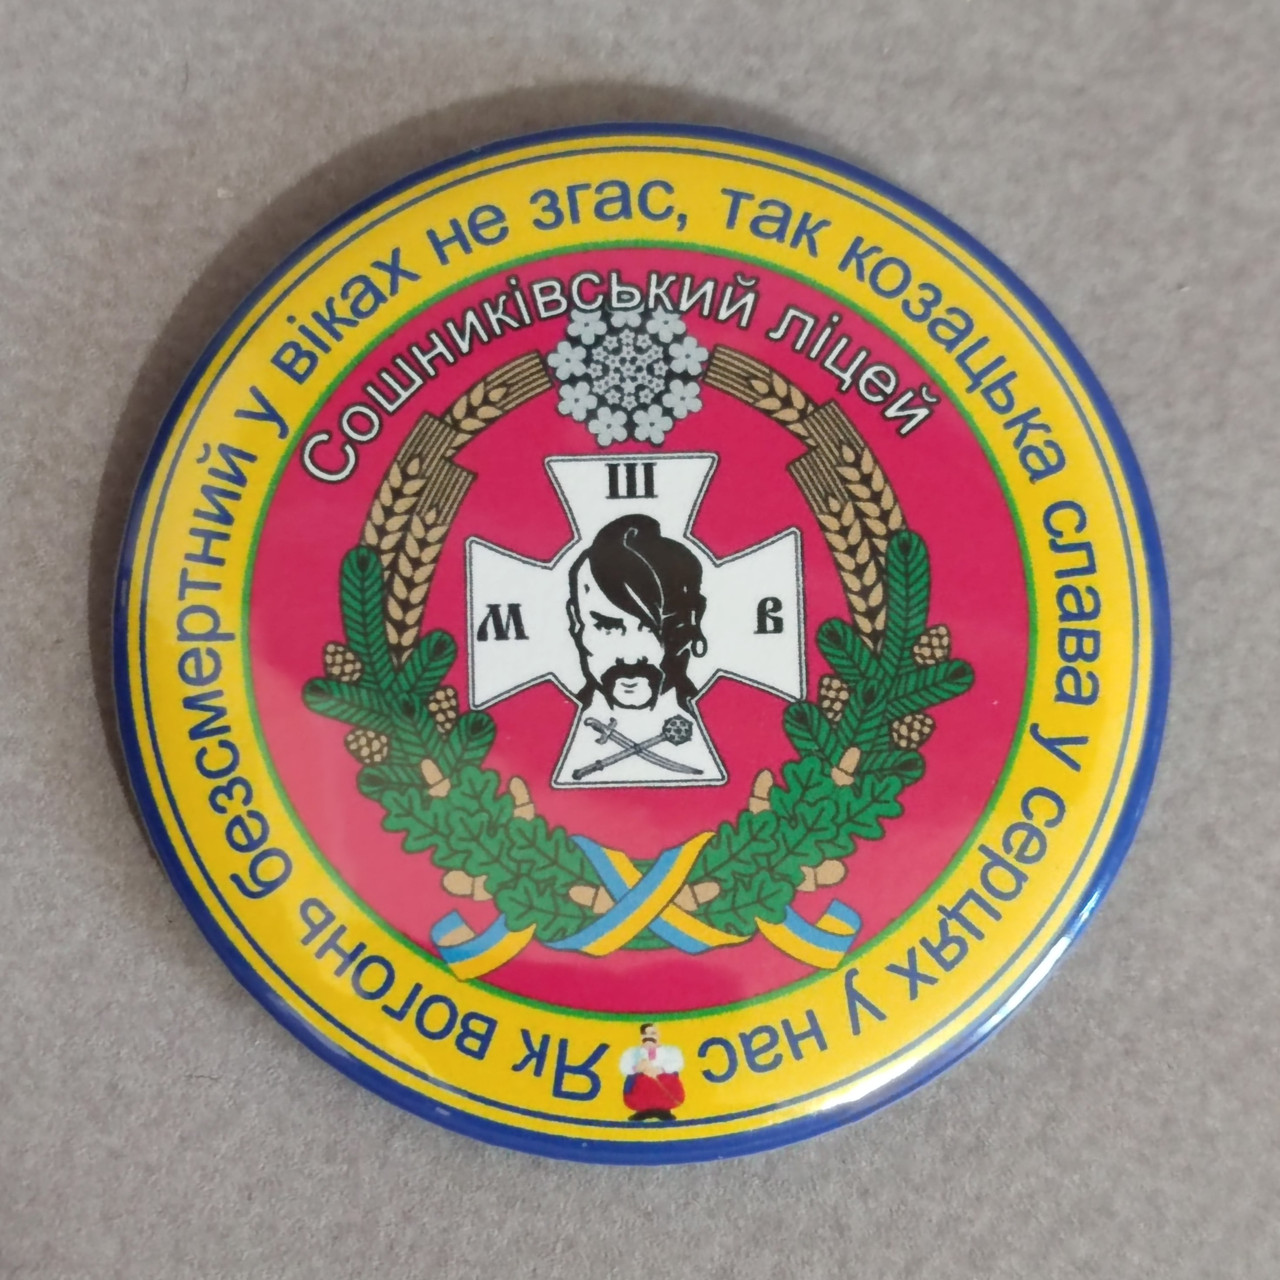 Як вогонь безсмертний у віках не згас, так козацька слава у серцях у нас
Сошниківський ліцей
Ш
М В